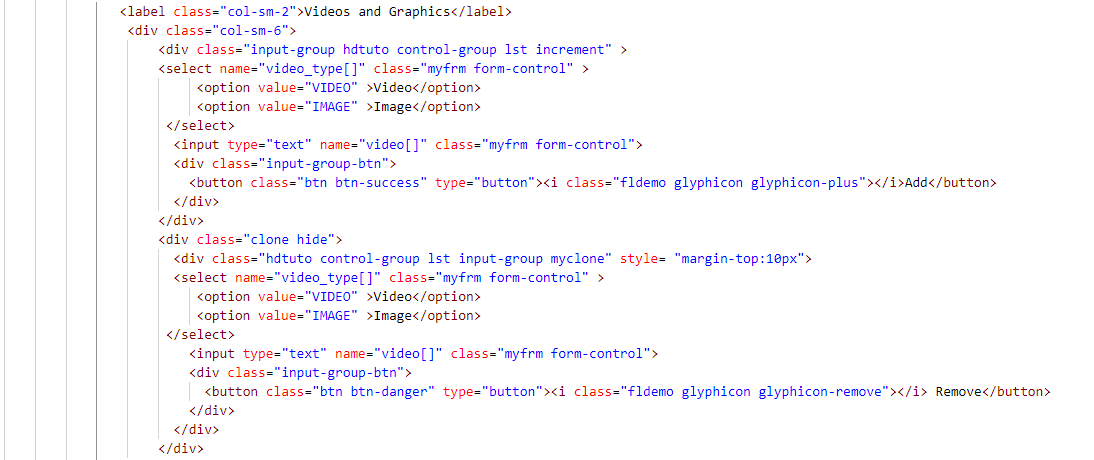 <label class="col-sm-2">Videos and Graphics</label>
<div class="col-sm-6">
<div class="input-group hdtuto control-group lst increment" >
<select name="video_type[]" class="myfrm form-control" >
<option value="VIDEO" >Video</option>
<option value="IMAGE" >Image</option>
</select>
<input type="text" name="video[]" class="myfrm form-control">
<div class="input-group-btn">
<button class="btn btn-success" type="button"><i class="fldemo glyphicon glyphicon-plus"></i>Add</button>
</div>
</div>
<div class="clone hide">
<div class="hdtuto control-group lst input-group myclone" style= "margin-top:10px">
<select name="video_type[]" class="myfrm form-control" >
<option value="VIDEO" >Video</option>
<option value="IMAGE" >Image</option>
</select>
<input type="text" name="video[]" class="myfrm form-control">
<div class="input-group-btn">
<button class="btn btn-danger" type="button"><i class="fldemo glyphicon glyphicon-remove"></i> Remove</button>
</div>
</div>
</div>